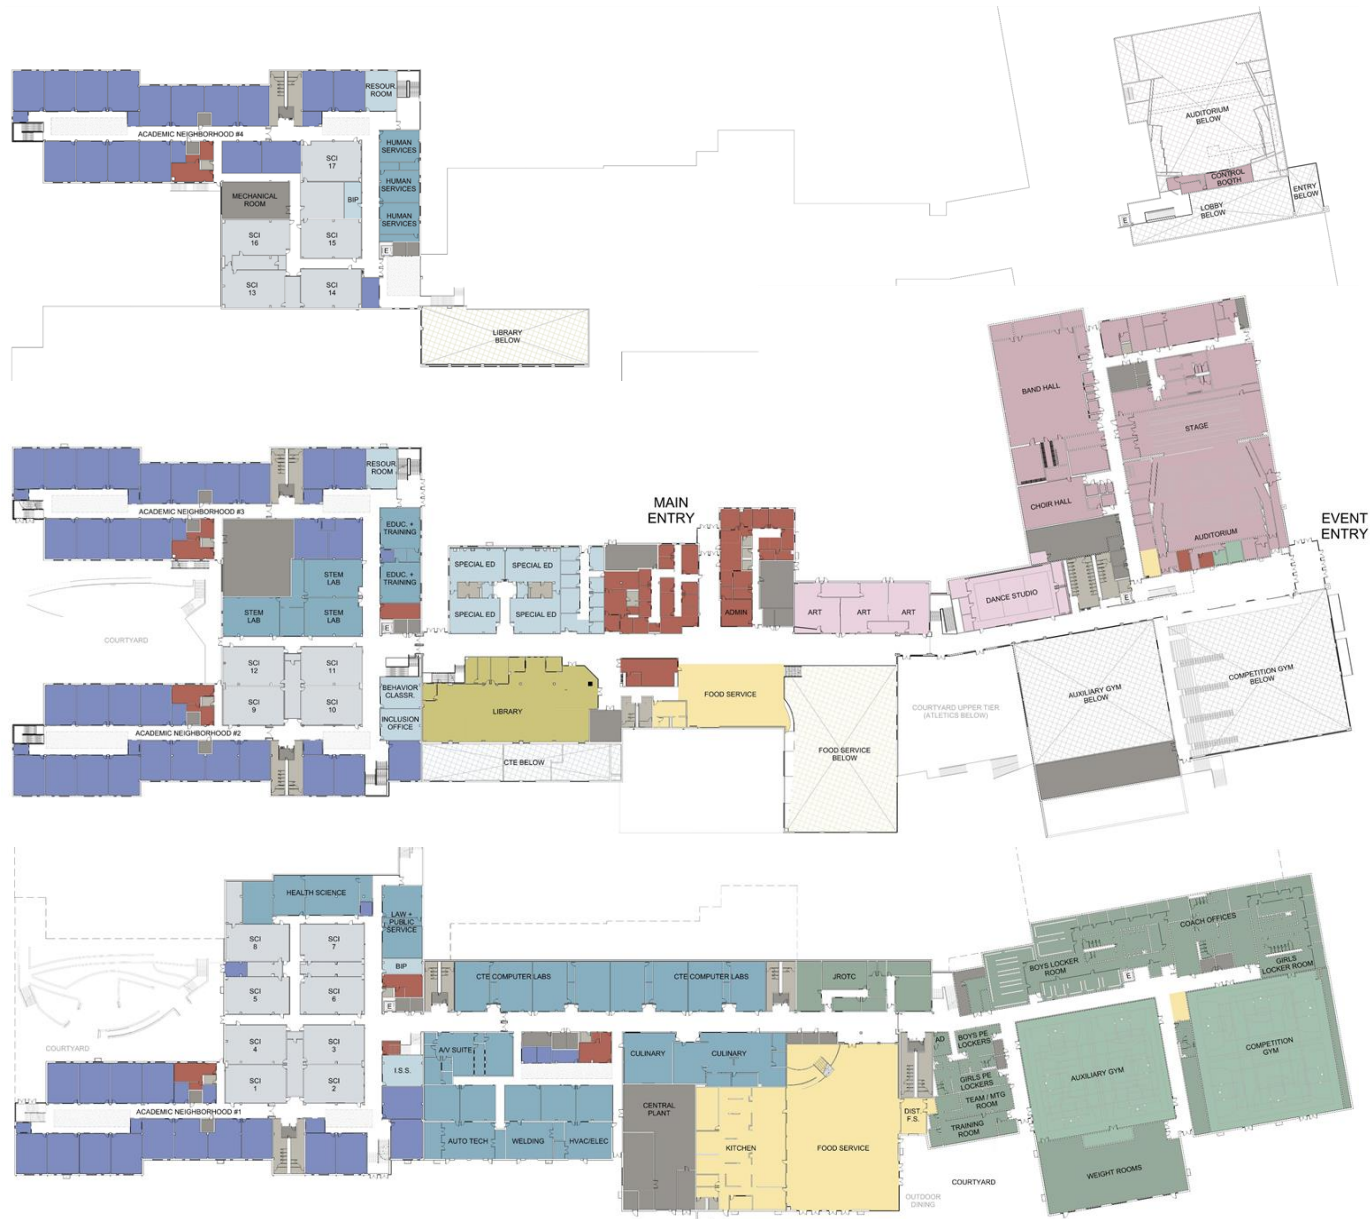 RESOUR.
ROOM
ACADEMIC NEIGHBORHOOD #4
HUMAN
SERVICES
SCI
17
HUMAN
SERVICES
MECHANICAL
ROOM
BIP
HUMAN
SERVICES
SCI
16
SCI
15
E
SCI
13
SCI
14
LIBRARY
BELOW
AUDITORIUM
BELOW
CONTROL
BOOTH
LOBBY
BELOW
ENTRY
BELOW
E
RESOUR.
ROOM
ACADEMIC NEIGHBORHOOD #3
EDUC. +
TRAINING
EDUC. +
TRAINING
STEM
LAB
STEM
LAB
STEM
LAB
E
COURTYARD
SCI
12
SCI
11
SCI
9
SCI
10
ACADEMIC NEIGHBORHOOD #2
BEHAVIOR
CLASSR.
INCLUSION
OFFICE
SPECIAL ED
SPECIAL ED
SPECIAL ED
SPECIAL ED
MAIN
ENTRY
ADMIN
ART
ART
ART
LIBRARY
CTE BELOW
FOOD SERVICE
FOOD SERVICE
BELOW
COURTYARD UPPER TIER
(ATLETICS BELOW)
BAND HALL
STAGE
CHOIR HALL
AUDITORIUM
DANCE STUDIO
E
EVENT
ENTRY
AUXILIARY GYM
BELOW
COMPETITION GYM
BELOW
HEALTH SCIENCE
LAW +
PUBLIC
SERVICE
SCI
8
SCI
7
BIP
SCI
5
SCI
6
E
COURTYARD
SCI
4
SCI
3
SCI
1
SCI
2
I.S.S.
ACADEMIC NEIGHBORHOOD #1
CTE COMPUTER LABS
CTE COMPUTER LABS
JROTC
A/V SUITE
AUTO TECH
WELDING
HVAC/ELEC
CULINARY
CULINARY
CENTRAL
PLANT
KITCHEN
FOOD SERVICE
DIST.
F.S.
OUTDOOR
DINING
COURTYARD
COACH OFFICES
BOYS LOCKER
ROOM
GIRLS
LOCKER ROOM
E
AD
BOYS PE
LOCKERS
GIRLS PE
LOCKERS
TEAM / MTG
ROOM
TRAINING
ROOM
AUXILIARY GYM
COMPETITION
GYM
WEIGHT ROOMS